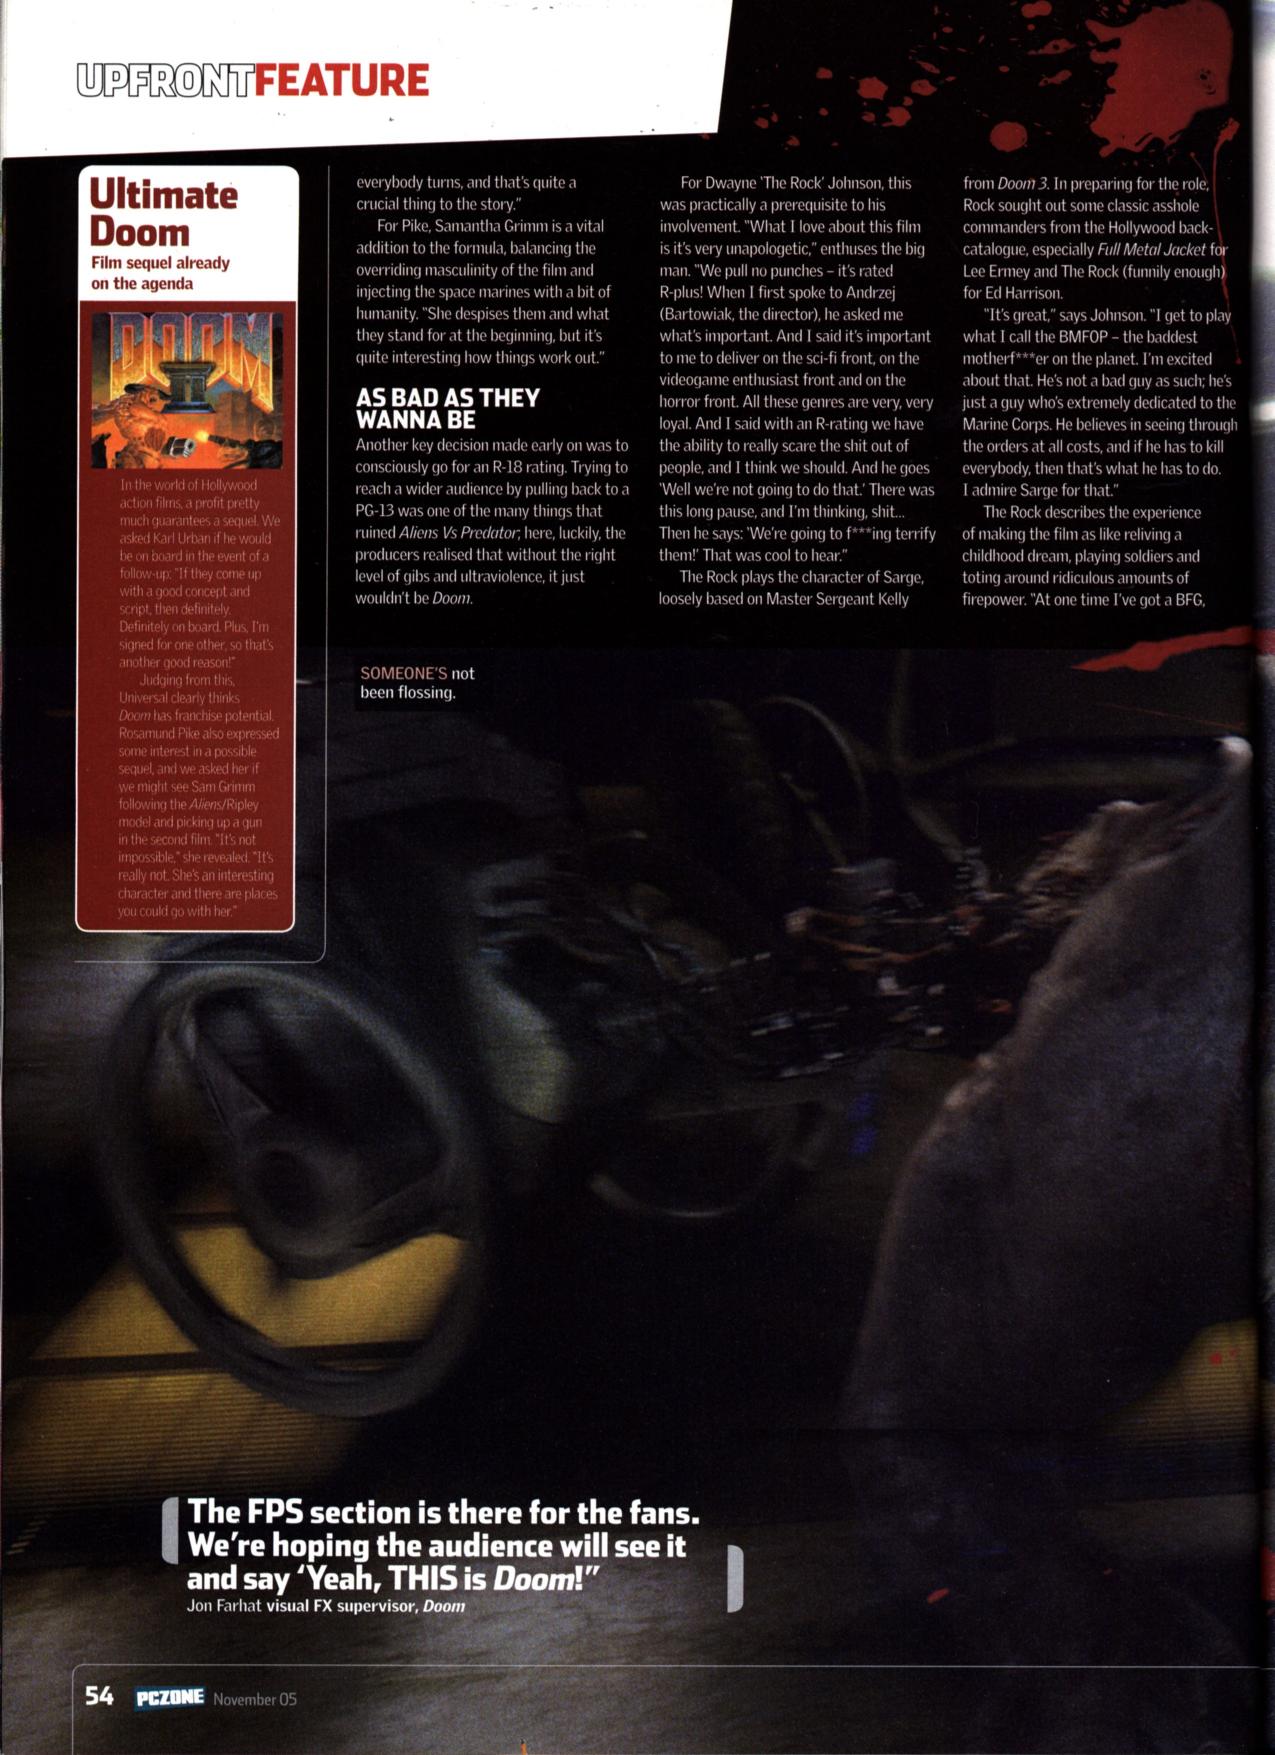 UPFRONTFEATURE
Ultimate
Doom
Film sequel already
on the agenda
DOOM
II
In the world of Hollywood
action films, a profit pretty
much guarantees a sequel. We
asked Karl Urban if he would
be on board in the event of a
follow-up: "If they come up
with a good concept and
script, then definitely.
Definitely on board. Plus, I'm
signed for one other, so that's
another good reason!"
Judging from this,
Universal clearly thinks
Doom has franchise potential.
Rosamund Pike also expressed
some interest in a possible
sequel, and we asked her if
we might see Sam Grimm
following the Aliens/Ripley
model and picking up a gun
in the second film. "It's not
impossible," she revealed. "It's
really not. She's an interesting
character and there are places
you could go with her."
everybody turns, and that's quite a
crucial thing to the story."
For Pike, Samantha Grimm is a vital
addition to the formula, balancing the
overriding masculinity of the film and
injecting the space marines with a bit of
humanity. "She despises them and what
they stand for at the beginning, but it's
quite interesting how things work out."
AS BAD AS THEY
WANNA BE
Another key decision made early on was to
consciously go for an R-18 rating. Trying to
reach a wider audience by pulling back to a
PG-13 was one of the many things that
ruined Aliens Vs Predator; here, luckily, the
producers realised that without the right
level of gibs and ultraviolence, it just
wouldn't be Doom.
For Dwayne 'The Rock' Johnson, this
was practically a prerequisite to his
involvement. "What I love about this film
is it's very unapologetic," enthuses the big
man. "We pull no punches – it's rated
R-plus! When I first spoke to Andrzej
(Bartowiak, the director), he asked me
what's important. And I said it's important
to me to deliver on the sci-fi front, on the
videogame enthusiast front and on the
horror front. All these genres are very, very
loyal. And I said with an R-rating we have
the ability to really scare the shit out of
people, and I think we should. And he goes
'Well we're not going to do that.' There was
this long pause, and I'm thinking, shit...
Then he says: 'We're going to f***ing terrify
them!' That was cool to hear."
The Rock plays the character of Sarge,
loosely based on Master Sergeant Kelly
from Doom 3. In preparing for the role,
Rock sought out some classic asshole
commanders from the Hollywood back-
catalogue, especially Full Metal Jacket for
Lee Ermey and The Rock (funnily enough)
for Ed Harrison.
"It's great," says Johnson. "I get to play
what I call the BMFOP – the baddest
motherf***er on the planet. I'm excited
about that. He's not a bad guy as such; he's
just a guy who's extremely dedicated to the
Marine Corps. He believes in seeing through
the orders at all costs, and if he has to kill
everybody, then that's what he has to do.
I admire Sarge for that."
The Rock describes the experience
of making the film as like reliving a
childhood dream, playing soldiers and
toting around ridiculous amounts of
firepower. "At one time I've got a BFG,
SOMEONE'S not
been flossing.
The FPS section is there for the fans.
We're hoping the audience will see it
and say 'Yeah, THIS is Doom!"
Jon Farhat visual FX supervisor, Doom
54 PCZONE November 05